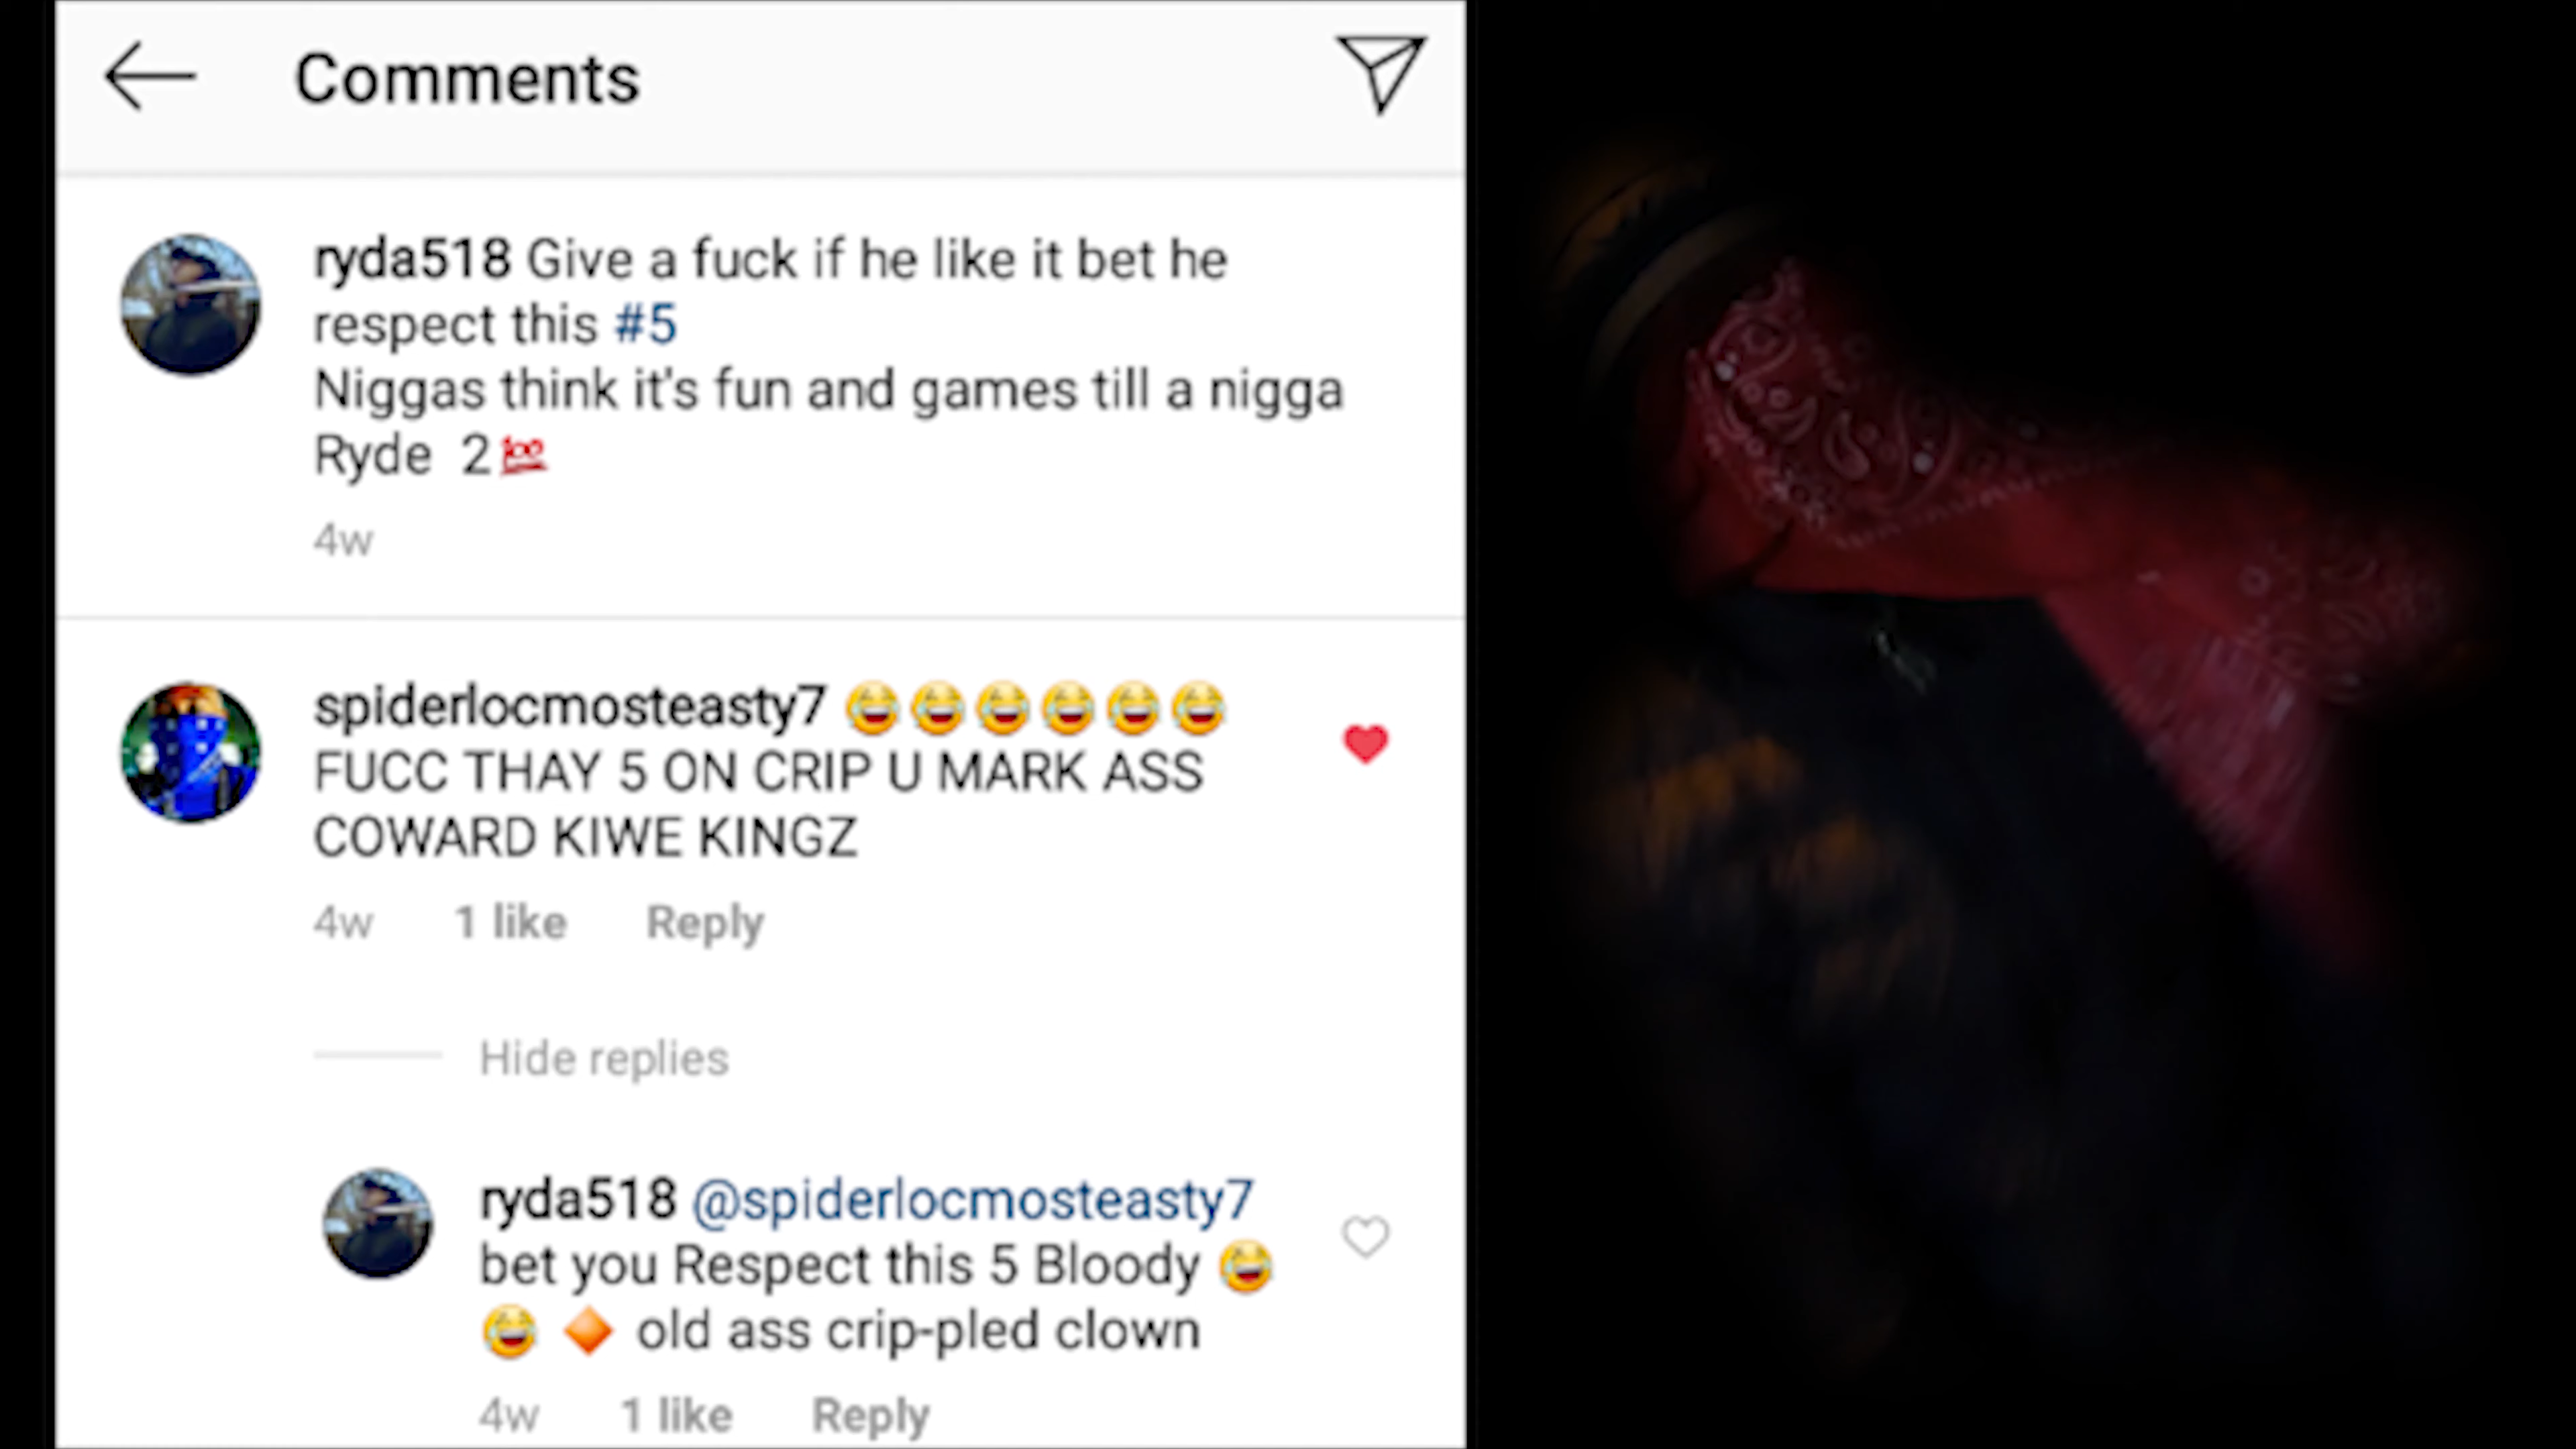 Comments
ryda518 Give a fuck if he like it bet he
respect this #5
Niggas think it's fun and games till a nigga
Ryde 2💯
4w
spiderlocmosteasty7 😂😂😂😂😂😂
FUCC THAY 5 ON CRIP U MARK ASS
COWARD KIWE KINGZ
4w 1 like Reply
Hide replies
ryda518 @spiderlocmosteasty7
bet you Respect this 5 Bloody 😂
😂 🔶 old ass crip-pled clown
4w 1 like Reply